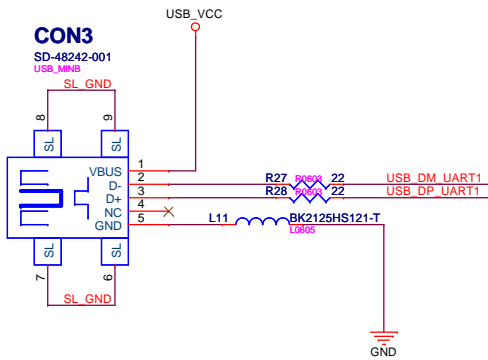 USB_VCC
CON3
SD-48242-001
USB_MINB
SL_GND
8
9
SL
SL
VBUS
1
D-
2
R27
R0603
22
USB_DM_UART1
D+
3
R28
R0603
22
USB_DP_UART1
NC
4
GND
5
L11
BK2125HS121-T
L0805
SL
SL
7
6
SL_GND
GND